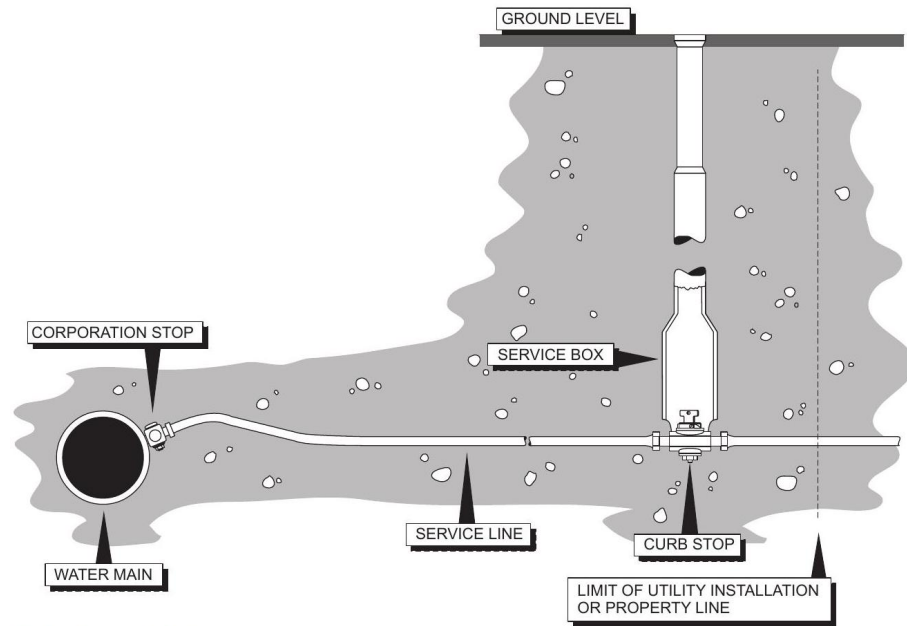 GROUND LEVEL
CORPORATION STOP
SERVICE BOX
SERVICE LINE
CURB STOP
WATER MAIN
LIMIT OF UTILITY INSTALLATION
OR PROPERTY LINE